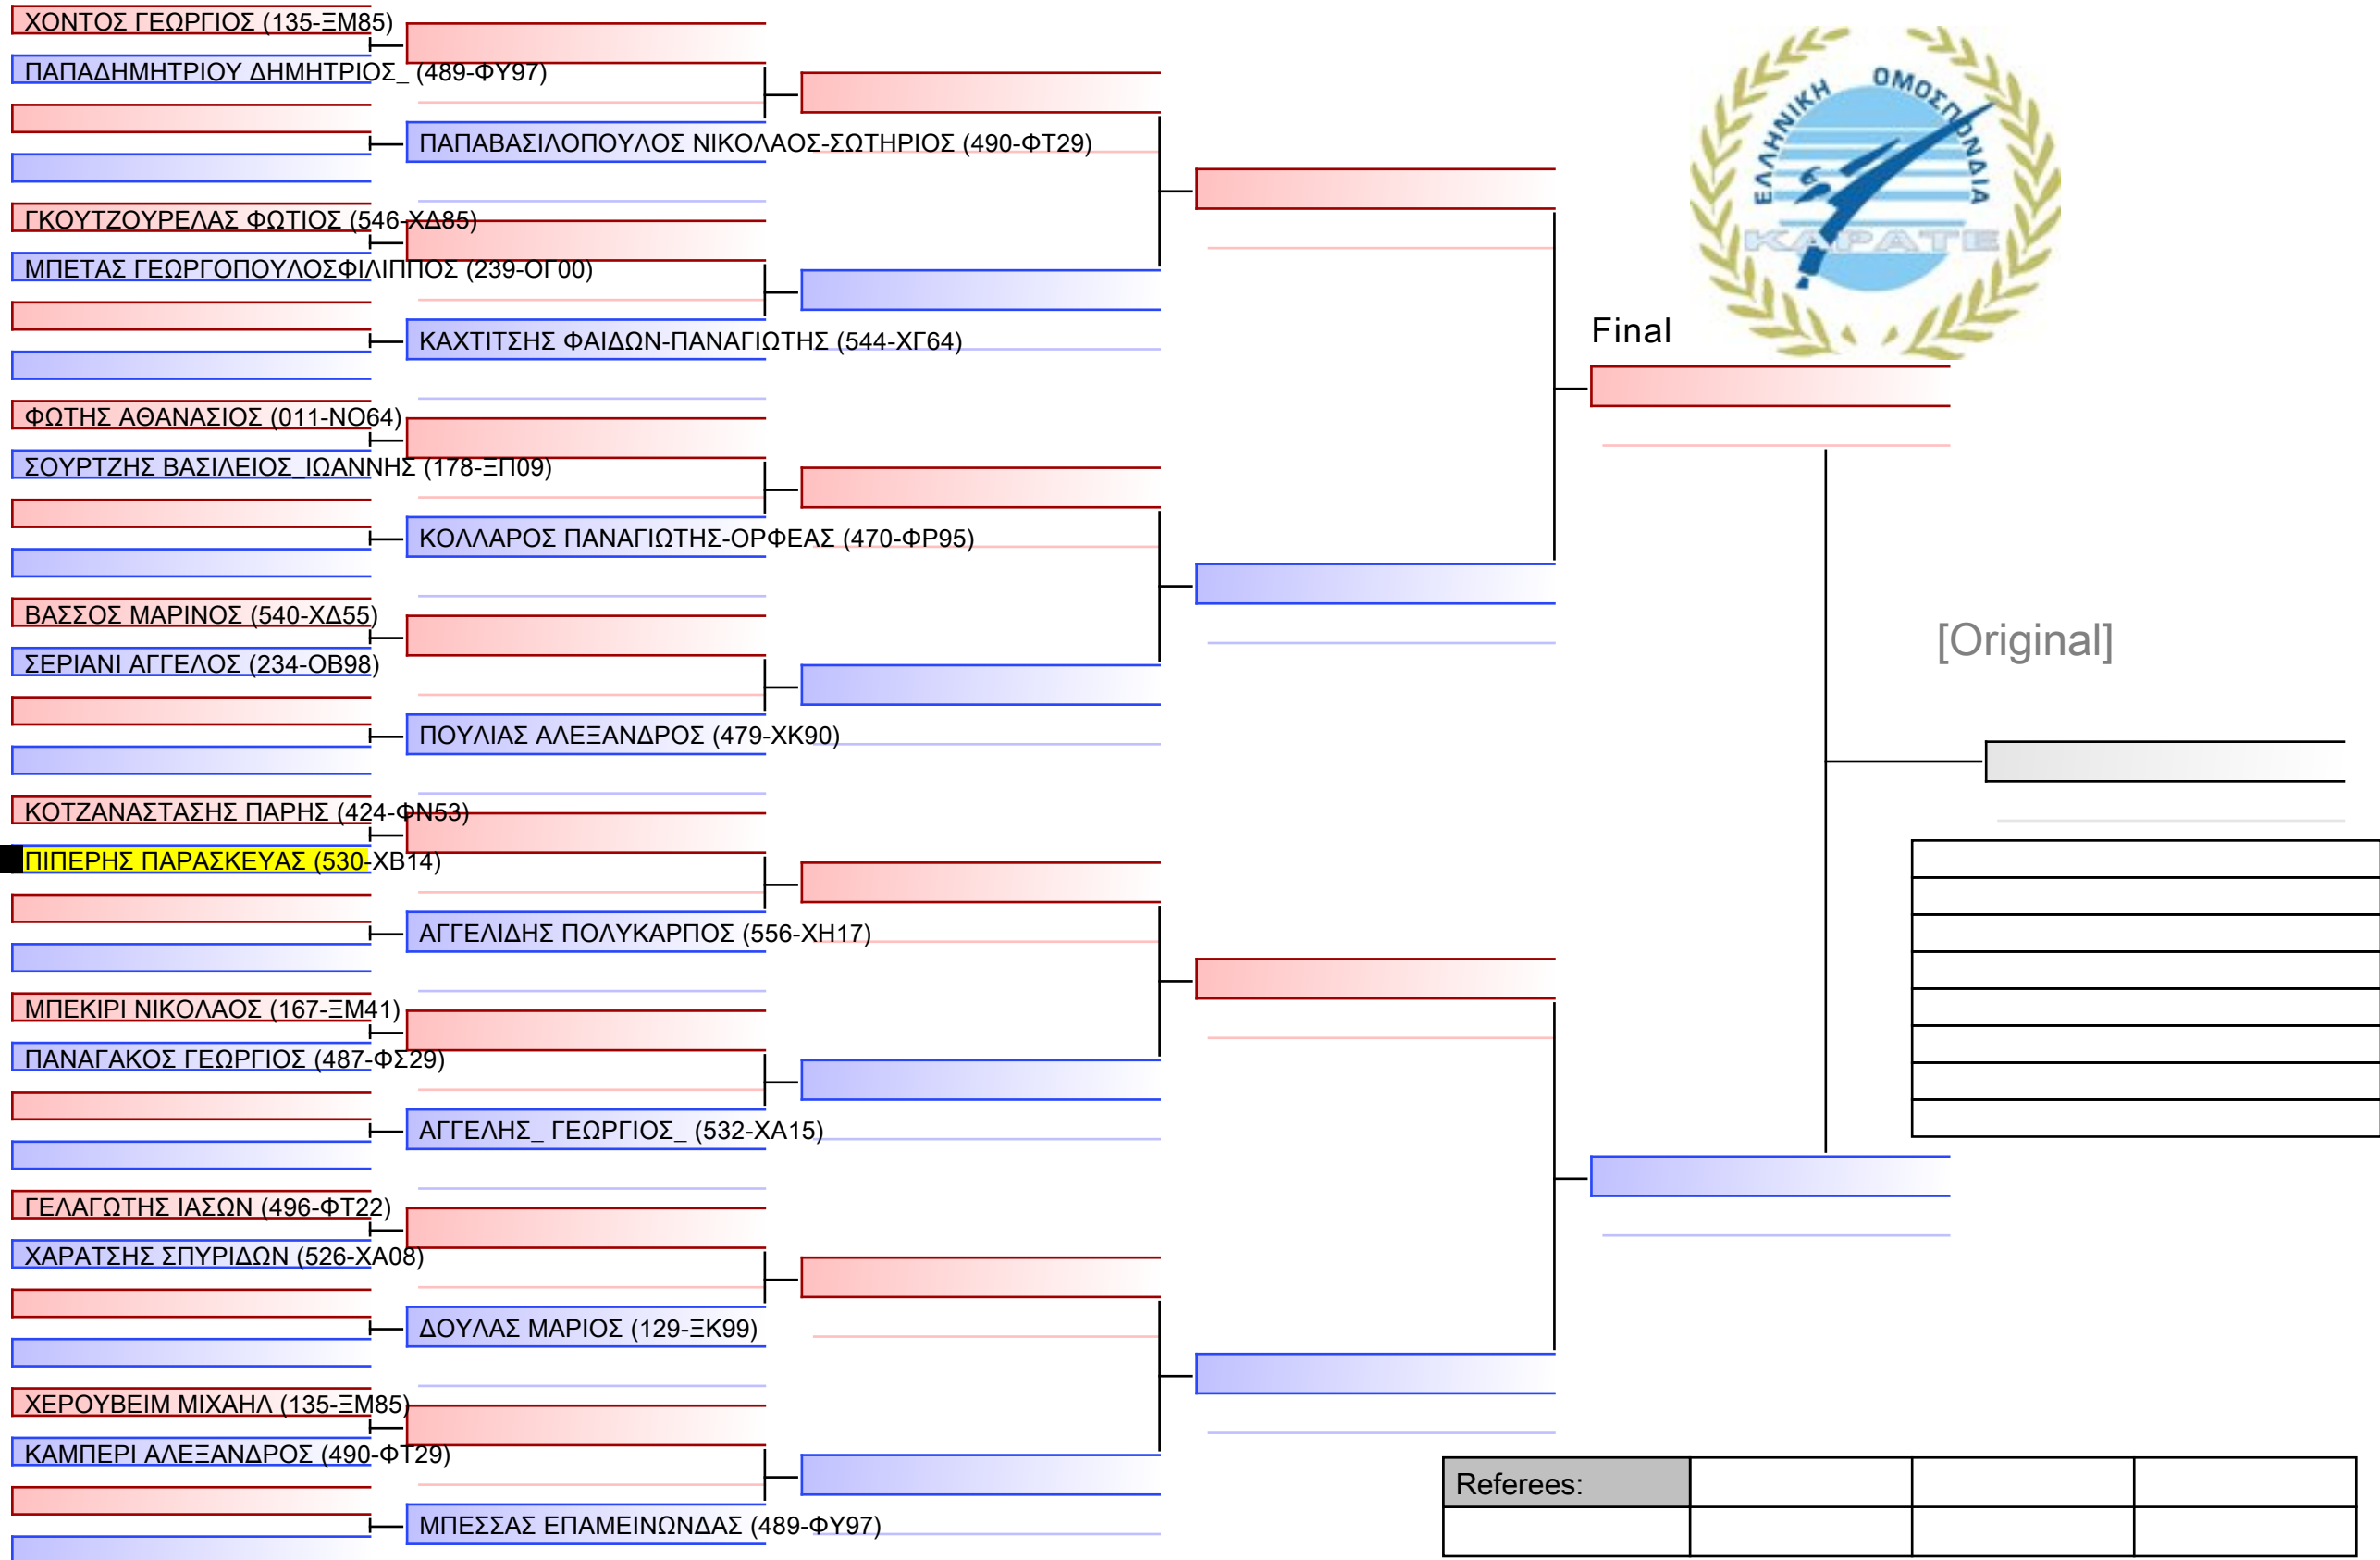 ΧΟΝΤΟΣ ΓΕΩΡΓΙΟΣ (135-ΞΜ85)
ΠΑΠΑΔΗΜΗΤΡΙΟΥ ΔΗΜΗΤΡΙΟΣ_ (489-ΦΥ97)
ΠΑΠΑΒΑΣΙΛΟΠΟΥΛΟΣ ΝΙΚΟΛΑΟΣ-ΣΩΤΗΡΙΟΣ (490-ΦΤ29)
ΓΚΟΥΤΖΟΥΡΕΛΑΣ ΦΩΤΙΟΣ (546-ΧΔ85)
ΜΠΕΤΑΣ ΓΕΩΡΓΟΠΟΥΛΟΣΦΙΛΙΠΠΟΣ (239-ΟΓ00)
ΚΑΧΤΙΤΣΗΣ ΦΑΙΔΩΝ-ΠΑΝΑΓΙΩΤΗΣ (544-ΧΓ64)
ΦΩΤΗΣ ΑΘΑΝΑΣΙΟΣ (011-ΝΟ64)
ΣΟΥΡΤΖΗΣ ΒΑΣΙΛΕΙΟΣ_ΙΩΑΝΝΗΣ (178-ΞΠ09)
ΚΟΛΛΑΡΟΣ ΠΑΝΑΓΙΩΤΗΣ-ΟΡΦΕΑΣ (470-ΦΡ95)
ΒΑΣΣΟΣ ΜΑΡΙΝΟΣ (540-ΧΔ55)
ΣΕΡΙΑΝΙ ΑΓΓΕΛΟΣ (234-ΟΒ98)
ΠΟΥΛΙΑΣ ΑΛΕΞΑΝΔΡΟΣ (479-ΧΚ90)
ΚΟΤΖΑΝΑΣΤΑΣΗΣ ΠΑΡΗΣ (424-ΦΝ53)
ΠΙΠΕΡΗΣ ΠΑΡΑΣΚΕΥΑΣ (530-ΧΒ14)
ΑΓΓΕΛΙΔΗΣ ΠΟΛΥΚΑΡΠΟΣ (556-ΧΗ17)
ΜΠΕΚΙΡΙ ΝΙΚΟΛΑΟΣ (167-ΞΜ41)
ΠΑΝΑΓΑΚΟΣ ΓΕΩΡΓΙΟΣ (487-ΦΣ29)
ΑΓΓΕΛΗΣ_ ΓΕΩΡΓΙΟΣ_ (532-ΧΑ15)
ΓΕΛΑΓΩΤΗΣ ΙΑΣΩΝ (496-ΦΤ22)
ΧΑΡΑΤΣΗΣ ΣΠΥΡΙΔΩΝ (526-ΧΑ08)
ΔΟΥΛΑΣ ΜΑΡΙΟΣ (129-ΞΚ99)
ΧΕΡΟΥΒΕΙΜ ΜΙΧΑΗΛ (135-ΞΜ85)
ΚΑΜΠΕΡΙ ΑΛΕΞΑΝΔΡΟΣ (490-ΦΤ29)
ΜΠΕΣΣΑΣ ΕΠΑΜΕΙΝΩΝΔΑΣ (489-ΦΥ97)
ΕΛΛΗΝΙΚΗ ΟΜΟΣΠΟΝΔΙΑ
ΚΑΡΑΤΕ
Final
[Original]
Referees: